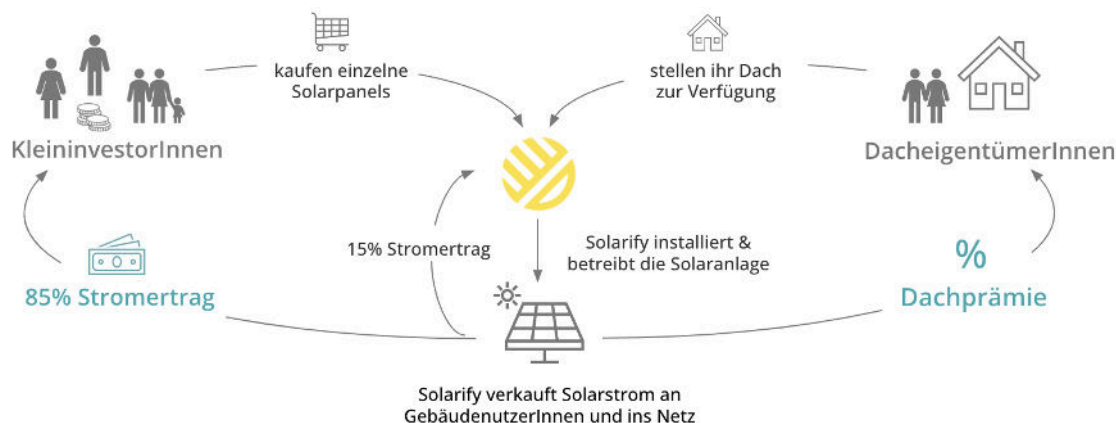 kaufen einzelne
Solarpanels
stellen ihr Dach
zur Verfügung
KleininvestorInnen
DacheigentümerInnen
15% Stromertrag
Solarify installiert &
betreibt die Solaranlage
85% Stromertrag
%
Dachprämie
Solarify verkauft Solarstrom an
GebäudenutzerInnen und ins Netz